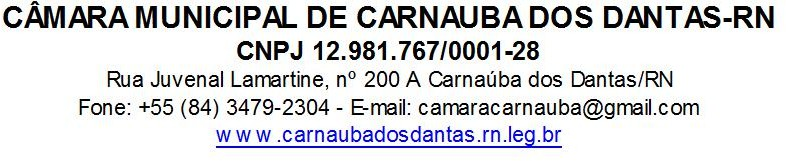 CÂMARA MUNICIPAL DE CARNAUBA DOS DANTAS-RN
CNPJ 12.981.767/0001-28
Rua Juvenal Lamartine, nº 200 A Carnaúba dos Dantas/RN
Fone: +55 (84) 3479-2304 - E-mail: camaracarnauba@gmail.com
w w w .carnaubadosdantas.rn.leg.br